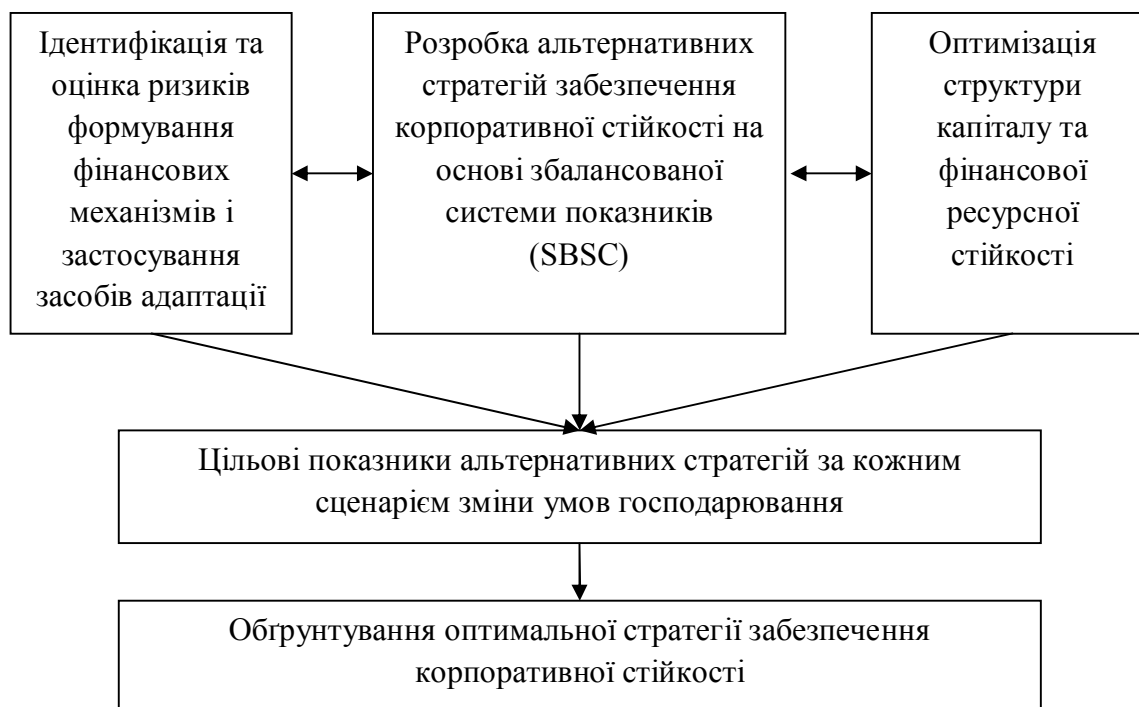 Ідентифікація та
оцінка ризиків
формування
фінансових
механізмів і
застосування
засобів адаптації
Розробка альтернативних
стратегій забезпечення
корпоративної стійкості на
основі збалансованої
системи показників
(SBSC)
Оптимізація
структури
капіталу та
фінансової
ресурсної
стійкості
Цільові показники альтернативних стратегій за кожним
сценарієм зміни умов господарювання
Обґрунтування оптимальної стратегії забезпечення
корпоративної стійкості